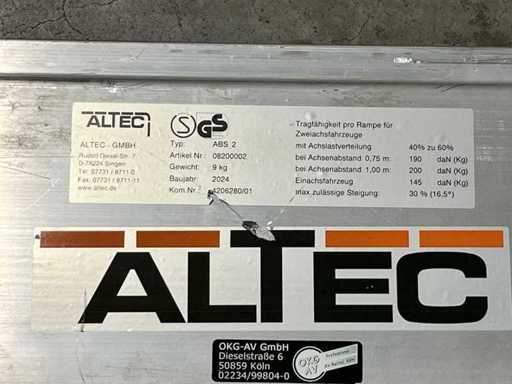 ALTEC
ALTEC - GMBH
Rudolf-Diesel-Str. 7
D-78224 Singen
Tel: 07731 / 8711-0
Fax: 07731 / 8711-11
www.altec.de
S GS
Typ: ABS 2
Artikel Nr.: 08200002
Gewicht: 9 kg
Baujahr: 2024
Kom.Nr.: 4206280/01
Tragfähigkeit pro Rampe für
Zweiachsfahrzeuge
mit Achslastverteilung 40% zu 60%
bei Achsenabstand 0,75 m: 190 daN (Kg)
bei Achsenabstand 1,00 m: 200 daN (Kg)
Einachsfahrzeug 145 daN (Kg)
max.zulässige Steigung: 30 % (16,5°)
ALTEC
OKG-AV GmbH
Dieselstraße 6
50859 Köln
02234/99804-0
OKG
AV